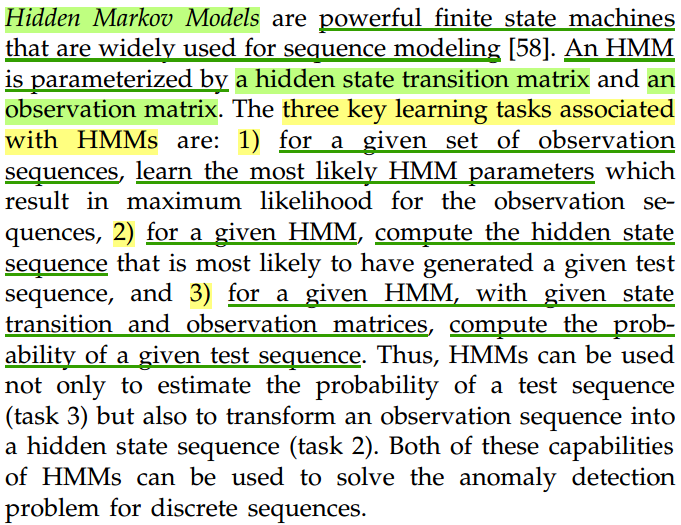 Hidden Markov Models are powerful finite state machines
that are widely used for sequence modeling [58]. An HMM
is parameterized by a hidden state transition matrix and an
observation matrix. The three key learning tasks associated
with HMMs are: 1) for a given set of observation
sequences, learn the most likely HMM parameters which
result in maximum likelihood for the observation se-
quences, 2) for a given HMM, compute the hidden state
sequence that is most likely to have generated a given test
sequence, and 3) for a given HMM, with given state
transition and observation matrices, compute the prob-
ability of a given test sequence. Thus, HMMs can be used
not only to estimate the probability of a test sequence
(task 3) but also to transform an observation sequence into
a hidden state sequence (task 2). Both of these capabilities
of HMMs can be used to solve the anomaly detection
problem for discrete sequences.